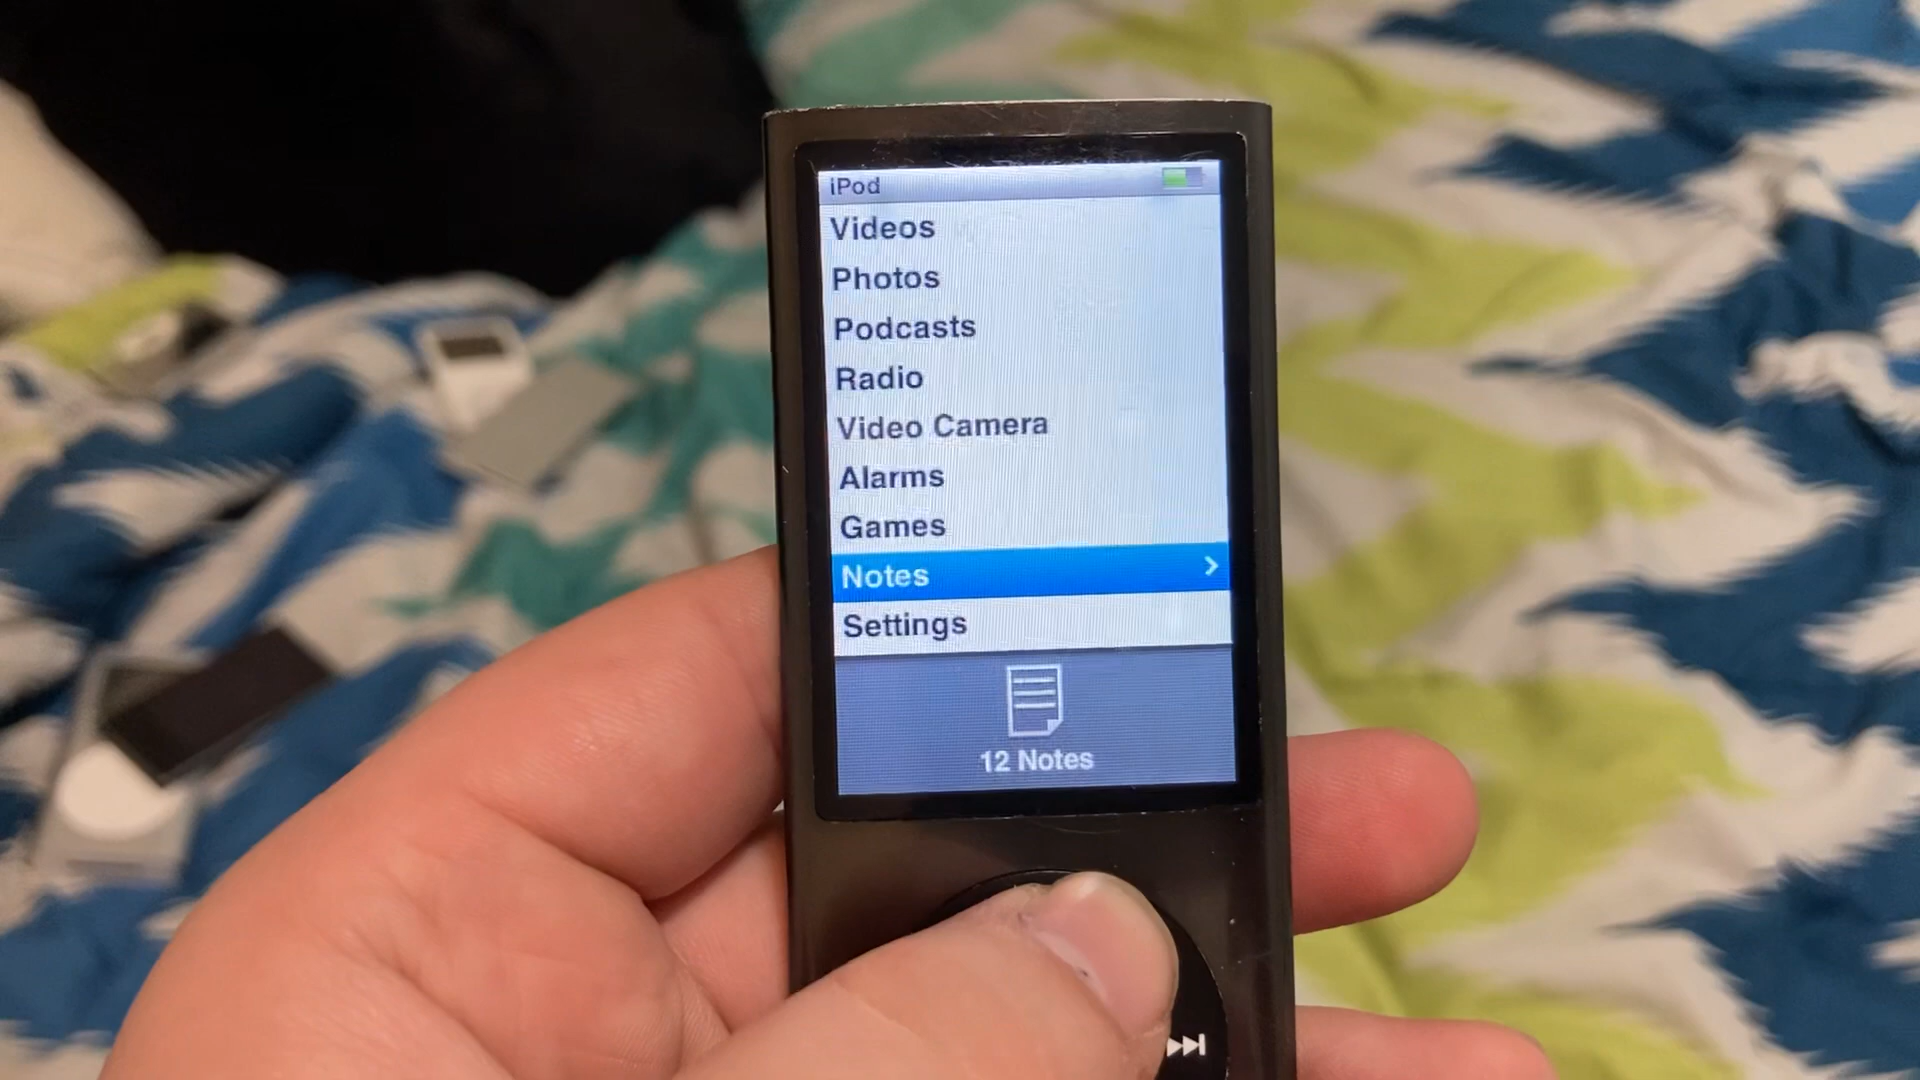 iPod
Videos
Photos
Podcasts
Radio
Video Camera
Alarms
Games
Notes
Settings
12 Notes